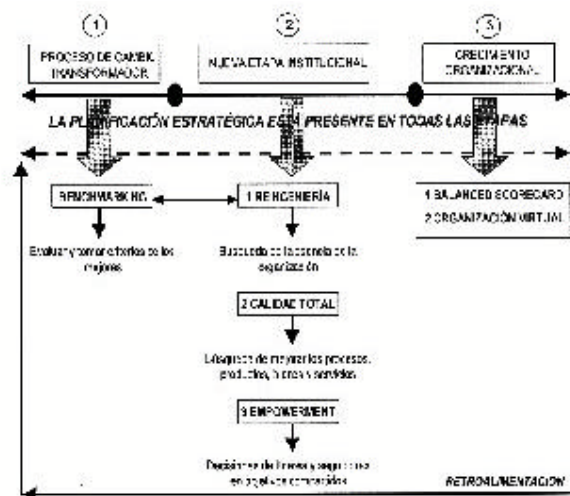 1
2
3
PROCESO DE CAMBIO
TRANSFORMADOR
NUEVA ETAPA INSTITUCIONAL
CRECIMIENTO
ORGANIZACIONAL
LA PLANIFICACIÓN ESTRATÉGICA ESTÁ PRESENTE EN TODAS LAS ETAPAS
BENCHMARKING
1 REINGENIERÍA
1 BALANCED SCORECARD
2 ORGANIZACIÓN VIRTUAL
Evaluar y tomar criterios de los
mejores
Búsqueda de la esencia de la
organización
2 CALIDAD TOTAL
Búsqueda de mejorar los procesos,
productos, bienes y servicios
3 EMPOWERMENT
Decisiones de líderes y seguidores
en objetivos compartidos
RETROALIMENTACIÓN